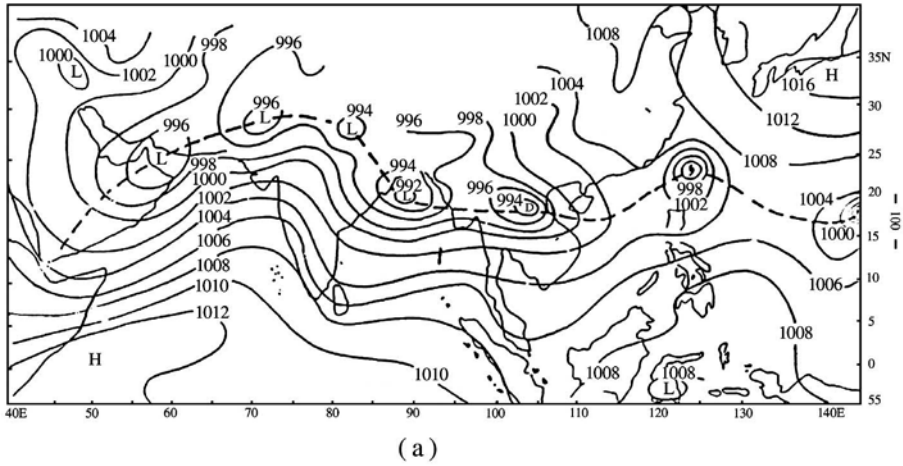 1004 1008
998 996
1000 1000 35N
L 1002 H
1004 1016
1002 30
996 994
L 996 998 1000 1012
996 L
L 1008 25
998 994
1000 992 996 998
1002 L 994 D 1002 1004 20
1004
– 100 –
1000
1006 15
1008
1010 1006 10
1012 5
1008
H 0
1010 1008 1008
L
40E 50 60 70 80 90 100 110 120 130 140E 55
(a)